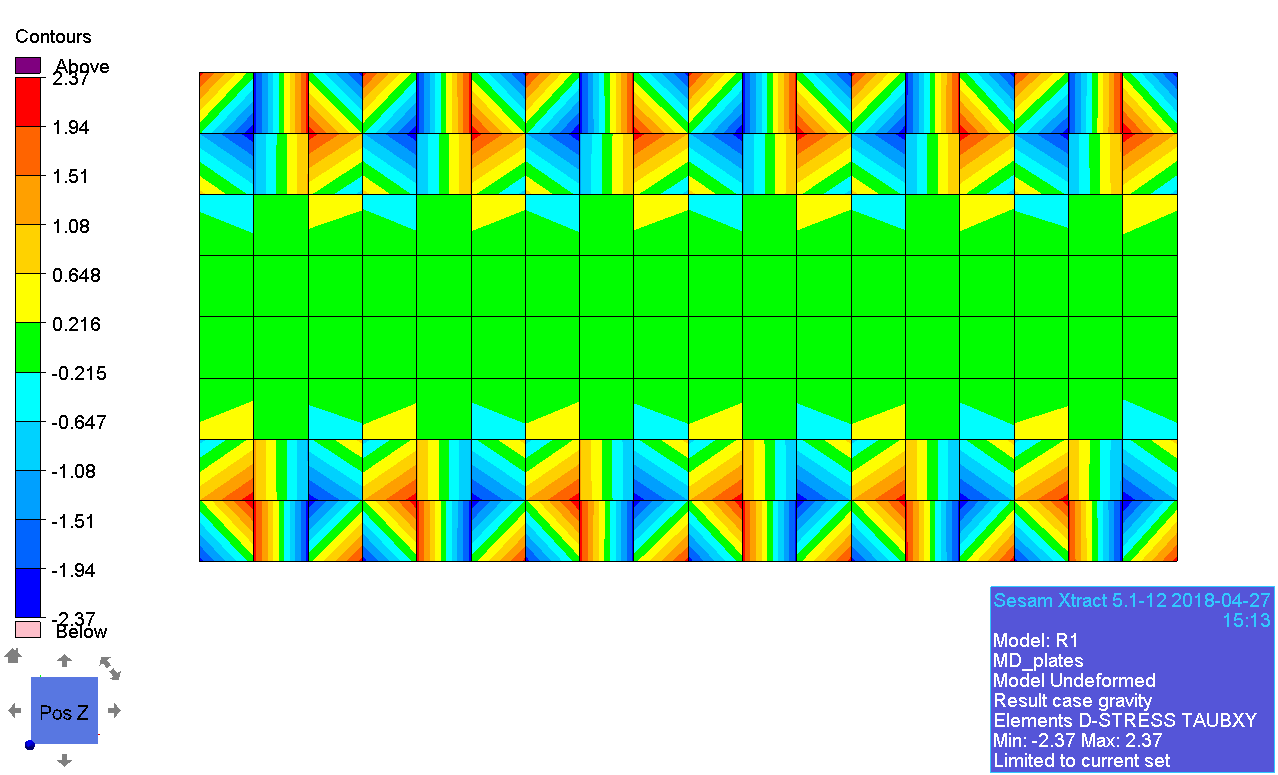 Contours
Above
2.37
1.94
1.51
1.08
0.648
0.216
-0.215
-0.647
-1.08
-1.51
-1.94
-2.37
Below
Pos Z
Sesam Xtract 5.1-12 2018-04-27
15:13
Model: R1
MD_plates
Model Undeformed
Result case gravity
Elements D-STRESS TAUBXY
Min: -2.37 Max: 2.37
Limited to current set